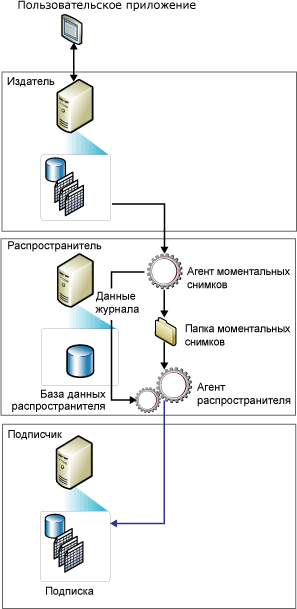 Пользовательское приложение
Издатель
Распространитель
Агент моментальных
снимков
Данные
журнала
Папка моментальных
снимков
База данных
распространителя
Агент
распространителя
Подписчик
Подписка